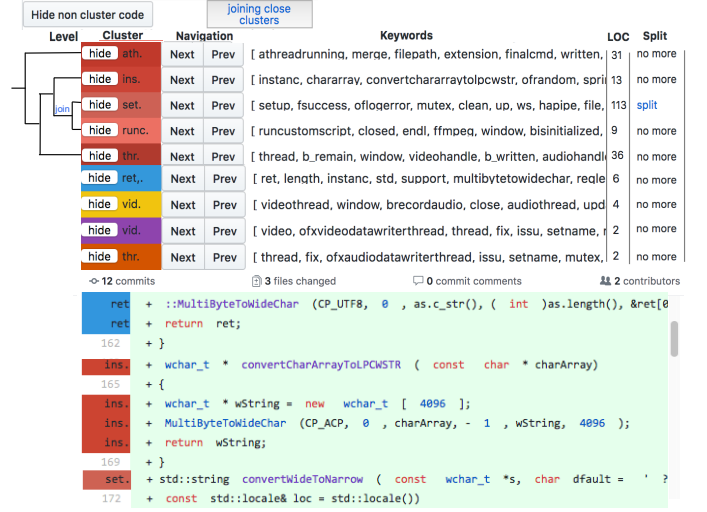 Hide non cluster code
joining close
clusters
Level Cluster Navigation Keywords LOC Split
hide ath. Next Prev [ athreadrunning, merge, filepath, extension, finalcmd, written, 31 no more
hide ins. Next Prev [ instanc, chararray, convertchararraytolpcwstr, ofrandom, sprin 13 no more
hide set. Next Prev [ setup, fsuccess, oflogerror, mutex, clean, up, ws, hapipe, file, 113 split
join
hide runc. Next Prev [ runcustomscript, closed, endl, ffmpeg, window, bisinitialized, 9 no more
hide thr. Next Prev [ thread, b_remain, window, videohandle, b_written, audiohandl 36 no more
hide ret,. Next Prev [ ret, length, instanc, std, support, multibytetowidechar, reqle 6 no more
hide vid. Next Prev [ videothread, window, brecordaudio, close, audiothread, upd 4 no more
hide vid. Next Prev [ video, ofxvideodatawriterthread, thread, fix, issu, setname, r 2 no more
hide thr. Next Prev [ thread, fix, ofxaudiodatawriterthread, issu, setname, mutex, 2 no more
12 commits 3 files changed 0 commit comments 2 contributors
ret + ::MultiByteToWideChar (CP_UTF8, 0 , as.c_str(), ( int )as.length(), &ret[0
ret + return ret;
162 + }
ins. + wchar_t * convertCharArrayToLPCWSTR ( const char * charArray)
165 + {
ins. + wchar_t * wString = new wchar_t [ 4096 ];
ins. + MultiByteToWideChar (CP_ACP, 0 , charArray, - 1 , wString, 4096 );
ins. + return wString;
169 + }
set. + std::string convertWideToNarrow ( const wchar_t *s, char dfault = ' ?
172 + const std::locale& loc = std::locale())